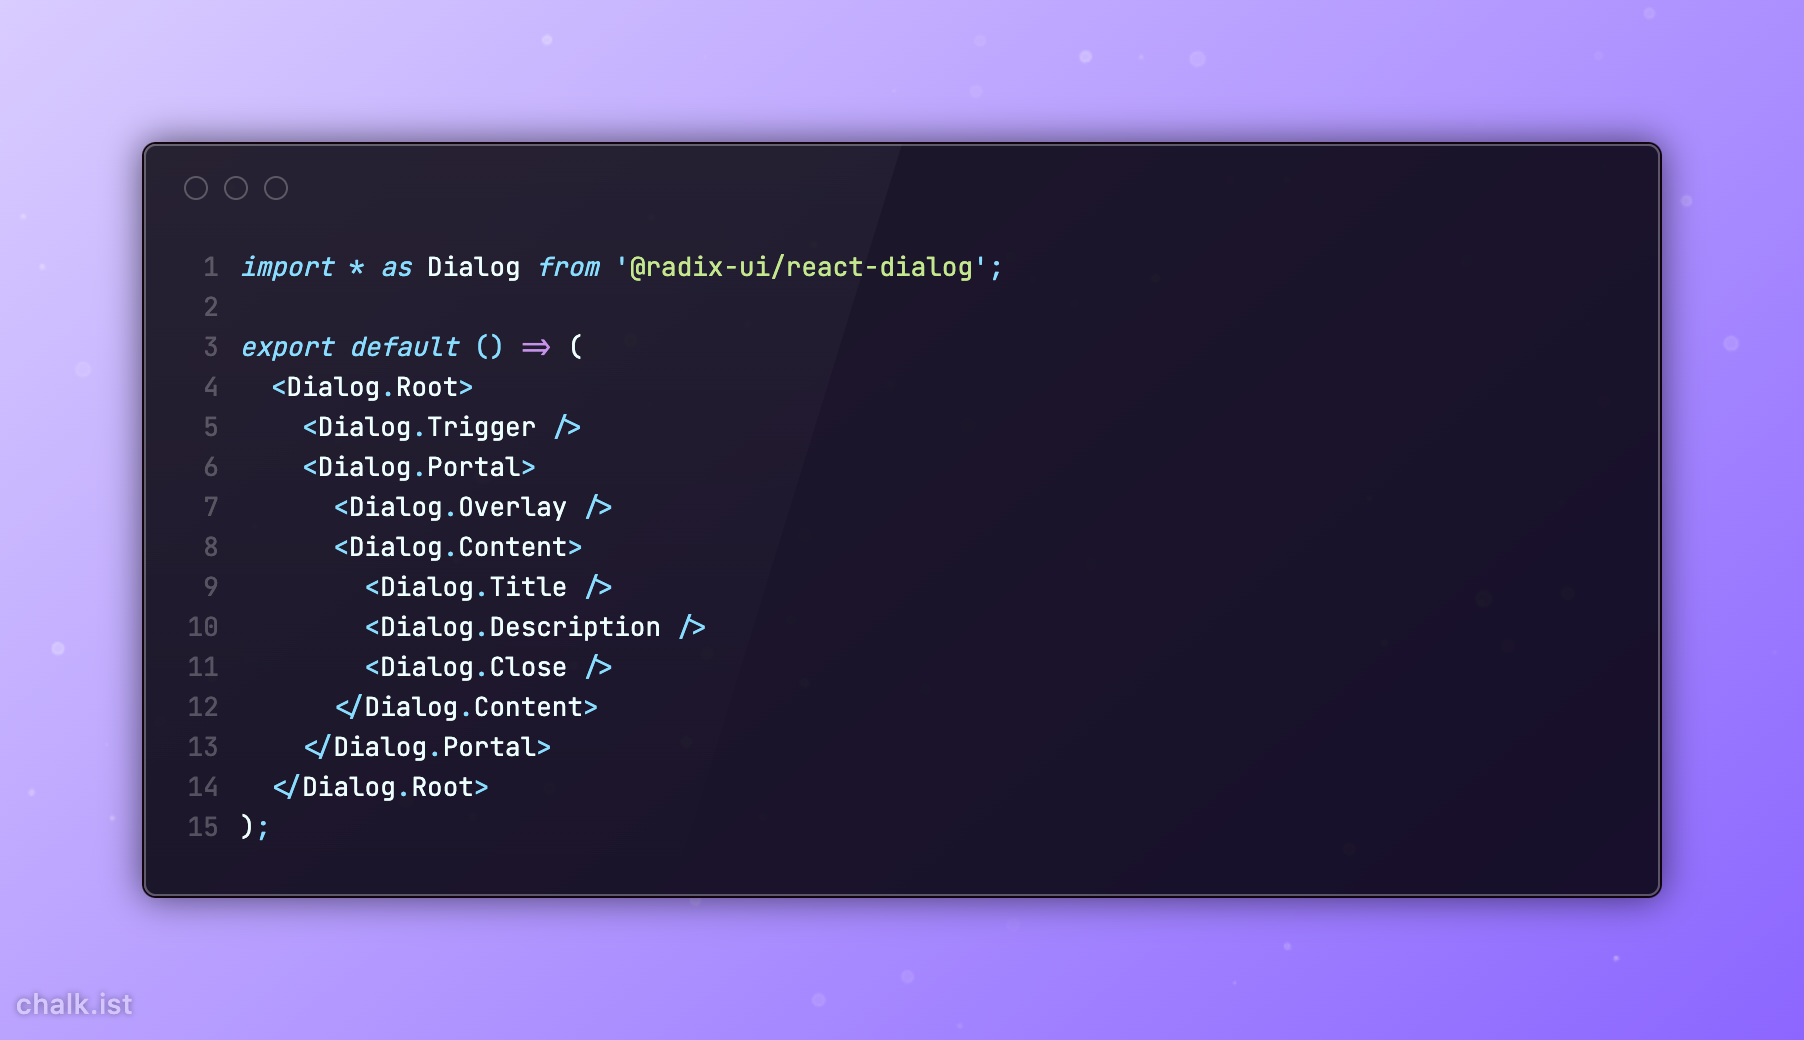 1 import * as Dialog from '@radix-ui/react-dialog';
2
3 export default () => (
4   <Dialog.Root>
5     <Dialog.Trigger />
6     <Dialog.Portal>
7       <Dialog.Overlay />
8       <Dialog.Content>
9         <Dialog.Title />
10         <Dialog.Description />
11         <Dialog.Close />
12       </Dialog.Content>
13     </Dialog.Portal>
14   </Dialog.Root>
15 );
chalk.ist